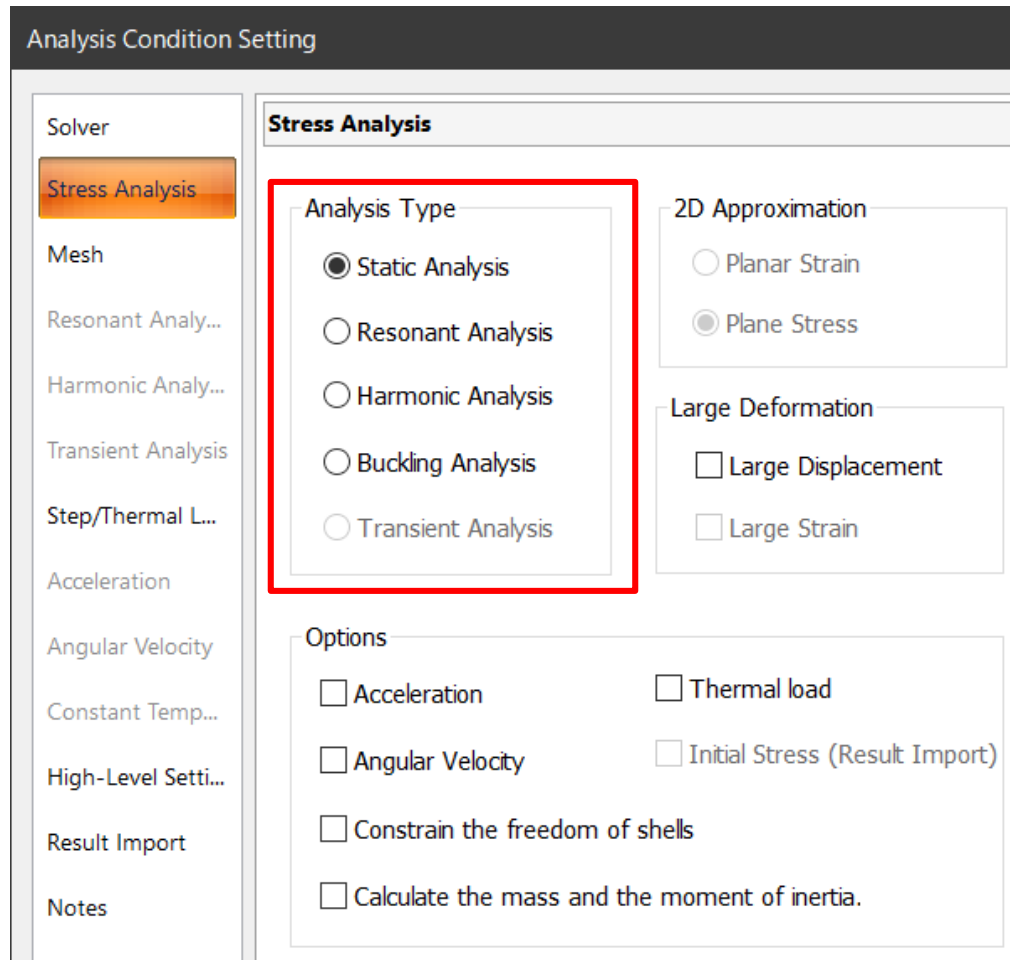 Analysis Condition Setting
Solver
Stress Analysis
Mesh
Resonant Analy...
Harmonic Analy...
Transient Analysis
Step/Thermal L...
Acceleration
Angular Velocity
Constant Temp...
High-Level Setti...
Result Import
Notes
Stress Analysis
Analysis Type
Static Analysis
Resonant Analysis
Harmonic Analysis
Buckling Analysis
Transient Analysis
2D Approximation
Planar Strain
Plane Stress
Large Deformation
Large Displacement
Large Strain
Options
Acceleration
Thermal load
Angular Velocity
Initial Stress (Result Import)
Constrain the freedom of shells
Calculate the mass and the moment of inertia.